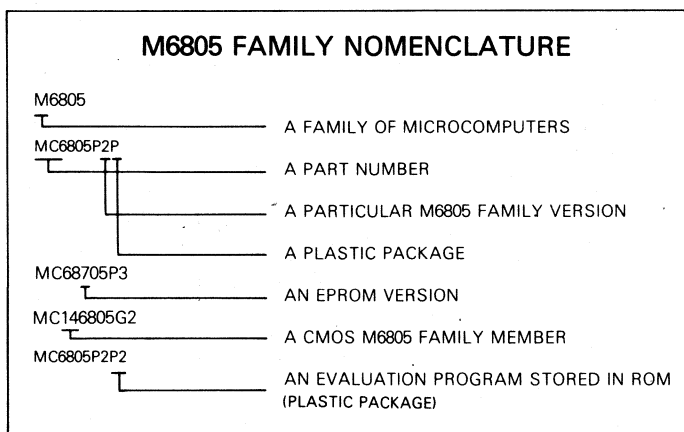 M6805 FAMILY NOMENCLATURE
M6805
A FAMILY OF MICROCOMPUTERS
MC6805P2P
A PART NUMBER
A PARTICULAR M6805 FAMILY VERSION
A PLASTIC PACKAGE
MC68705P3
AN EPROM VERSION
MC146805G2
A CMOS M6805 FAMILY MEMBER
MC6805P2P2
AN EVALUATION PROGRAM STORED IN ROM
(PLASTIC PACKAGE)